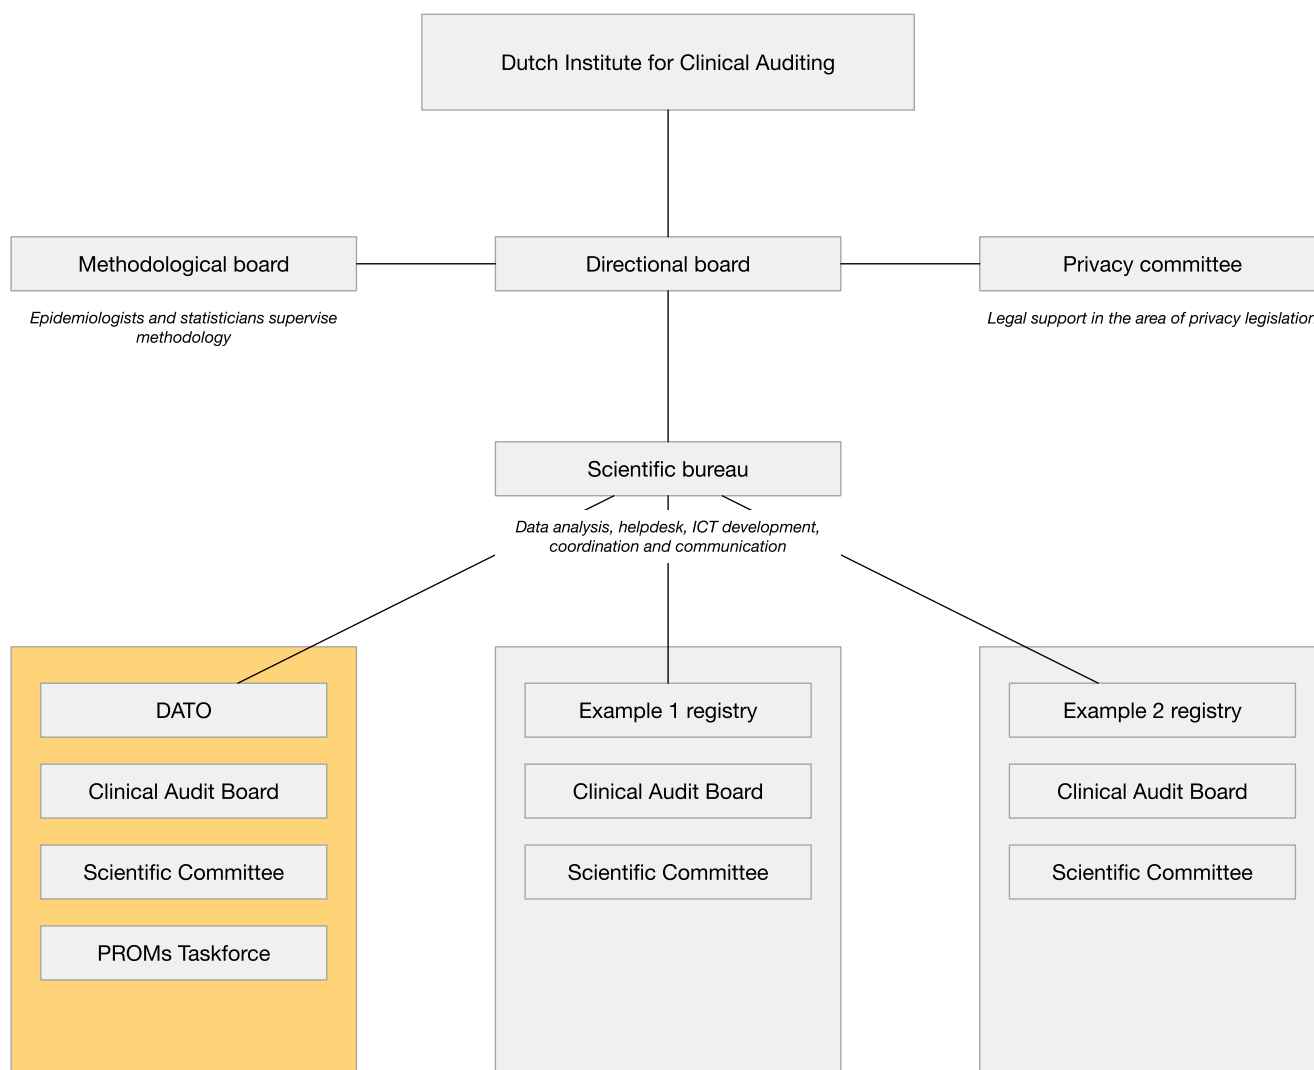 Dutch Institute for Clinical Auditing
Methodological board
Directional board
Privacy committee
Epidemiologists and statisticians supervise
methodology
Legal support in the area of privacy legislation
Scientific bureau
Data analysis, helpdesk, ICT development,
coordination and communication
DATO
Clinical Audit Board
Scientific Committee
PROMs Taskforce
Example 1 registry
Clinical Audit Board
Scientific Committee
Example 2 registry
Clinical Audit Board
Scientific Committee